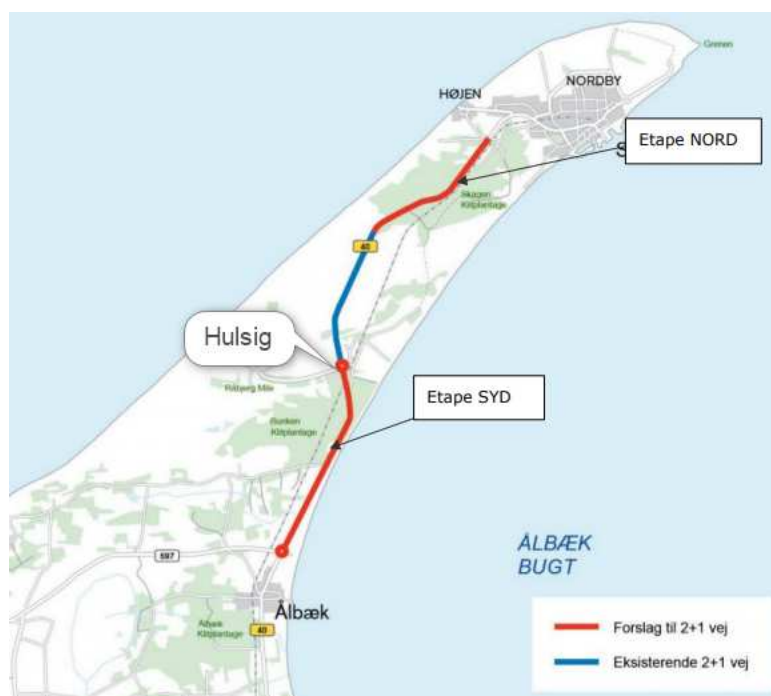 Grenen
NORDBY
HØJEN
Etape NORD
S
Skagen
Klitplantage
40
Hulsig
Råbjerg Mile
Etape SYD
Bunken
Klitplantage
597
ÅLBÆK
BUGT
Ålbæk
Ålbæk
Klitplantage
40
Forslag til 2+1 vej
Eksisterende 2+1 vej